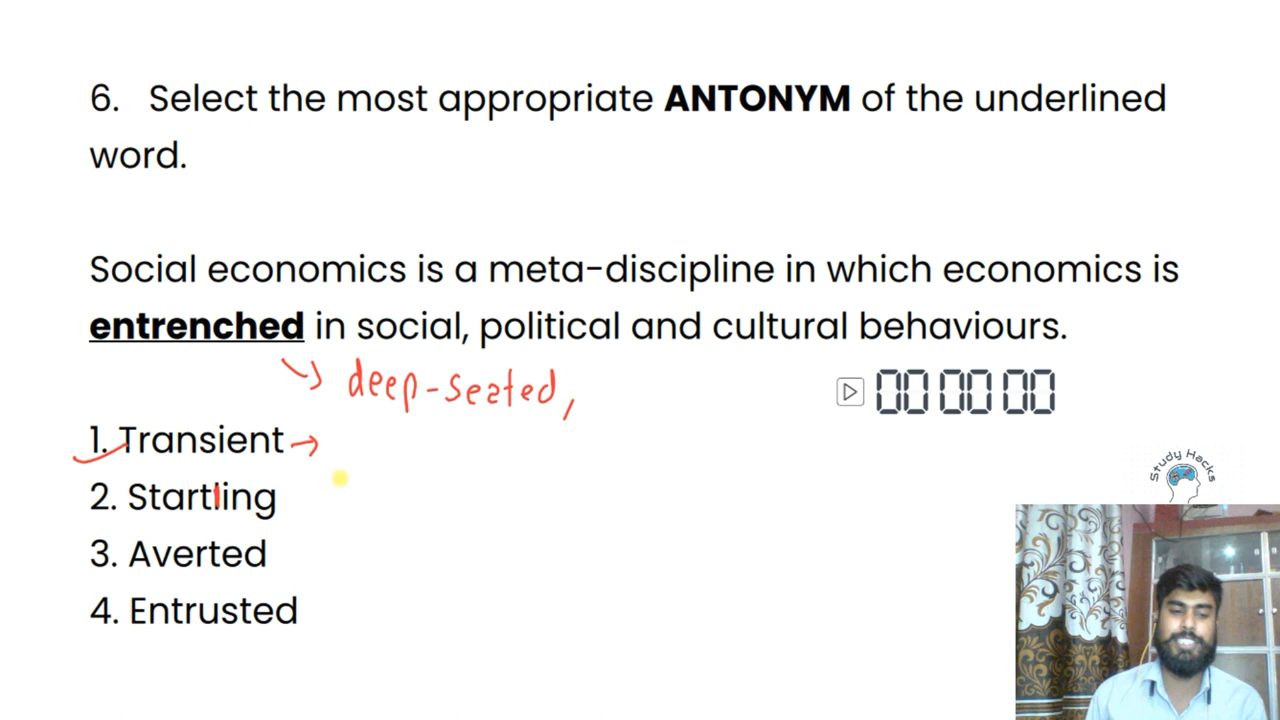 6. Select the most appropriate ANTONYM of the underlined
word.
Social economics is a meta-discipline in which economics is
entrenched in social, political and cultural behaviours.
deep-seated,
00 00 00
1. Transient
2. Startling
3. Averted
4. Entrusted
Study Hacks